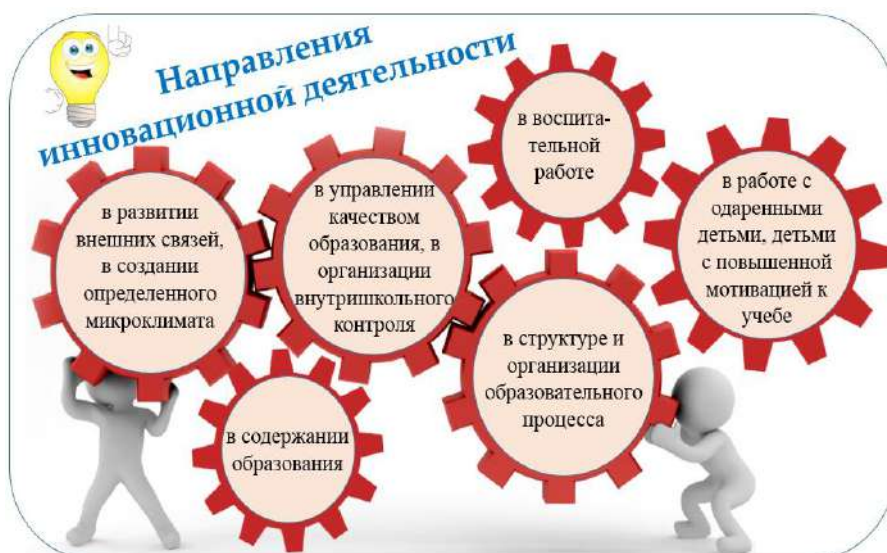 Направления
инновационной деятельности
в развитии
внешних связей,
в создании
определенного
микроклимата
в управлении
качеством
образования, в
организации
внутришкольного
контроля
в воспита-
тельной
работе
в работе с
одаренными
детьми, детьми
с повышенной
мотивацией к
учебе
в содержании
образования
в структуре и
организации
образовательного
процесса